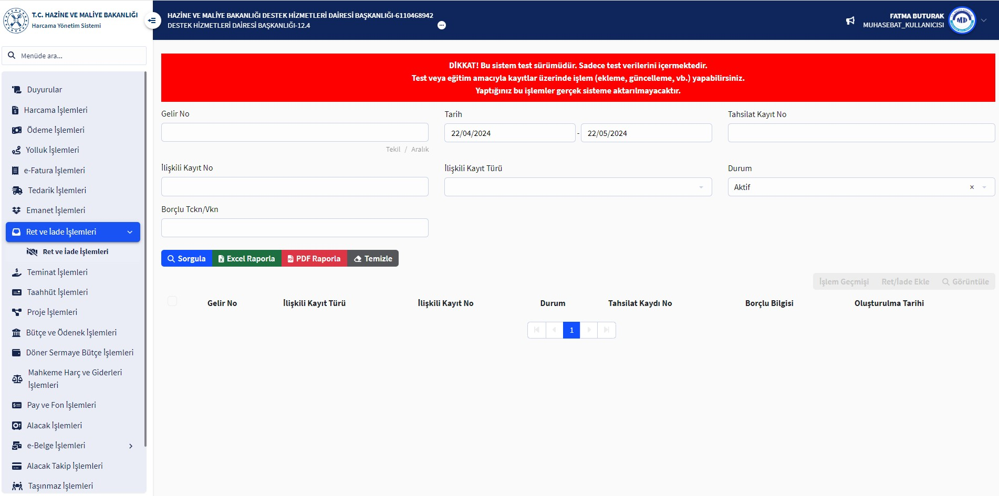 T.C. HAZİNE VE MALİYE BAKANLIĞI
Harcama Yönetim Sistemi
HAZİNE VE MALİYE BAKANLIĞI DESTEK HİZMETLERİ DAİRESİ BAŞKANLIĞI-6110468942
DESTEK HİZMETLERİ DAİRESİ BAŞKANLIĞI-12.4
FATMA BUTURAK
MUHASEBAT_KULLANICISI
Menüde ara...
Duyurular
Harcama İşlemleri
Ödeme İşlemleri
Yolluk İşlemleri
e-Fatura İşlemleri
Tedarik İşlemleri
Emanet İşlemleri
Ret ve İade İşlemleri
Ret ve İade İşlemleri
Teminat İşlemleri
Taahhüt İşlemleri
Proje İşlemleri
Bütçe ve Ödenek İşlemleri
Döner Sermaye Bütçe İşlemleri
Mahkeme Harç ve Giderleri
İşlemleri
Pay ve Fon İşlemleri
Alacak İşlemleri
e-Belge İşlemleri
Alacak Takip İşlemleri
Taşınmaz İşlemleri
DİKKAT! Bu sistem test sürümüdür. Sadece test verilerini içermektedir.
Test veya eğitim amacıyla kayıtlar üzerinde işlem (ekleme, güncelleme, vb.) yapabilirsiniz.
Yaptığınız bu işlemler gerçek sisteme aktarılmayacaktır.
Gelir No
Tarih
Tahsilat Kayıt No
22/04/2024 - 22/05/2024
Tekil / Aralık
İlişkili Kayıt No
İlişkili Kayıt Türü
Durum
Aktif ×
Borçlu Tckn/Vkn
Sorgula Excel Raporla PDF Raporla Temizle
İşlem Geçmişi Ret/İade Ekle Görüntüle
Gelir No İlişkili Kayıt Türü İlişkili Kayıt No Durum Tahsilat Kaydı No Borçlu Bilgisi Oluşturulma Tarihi
1